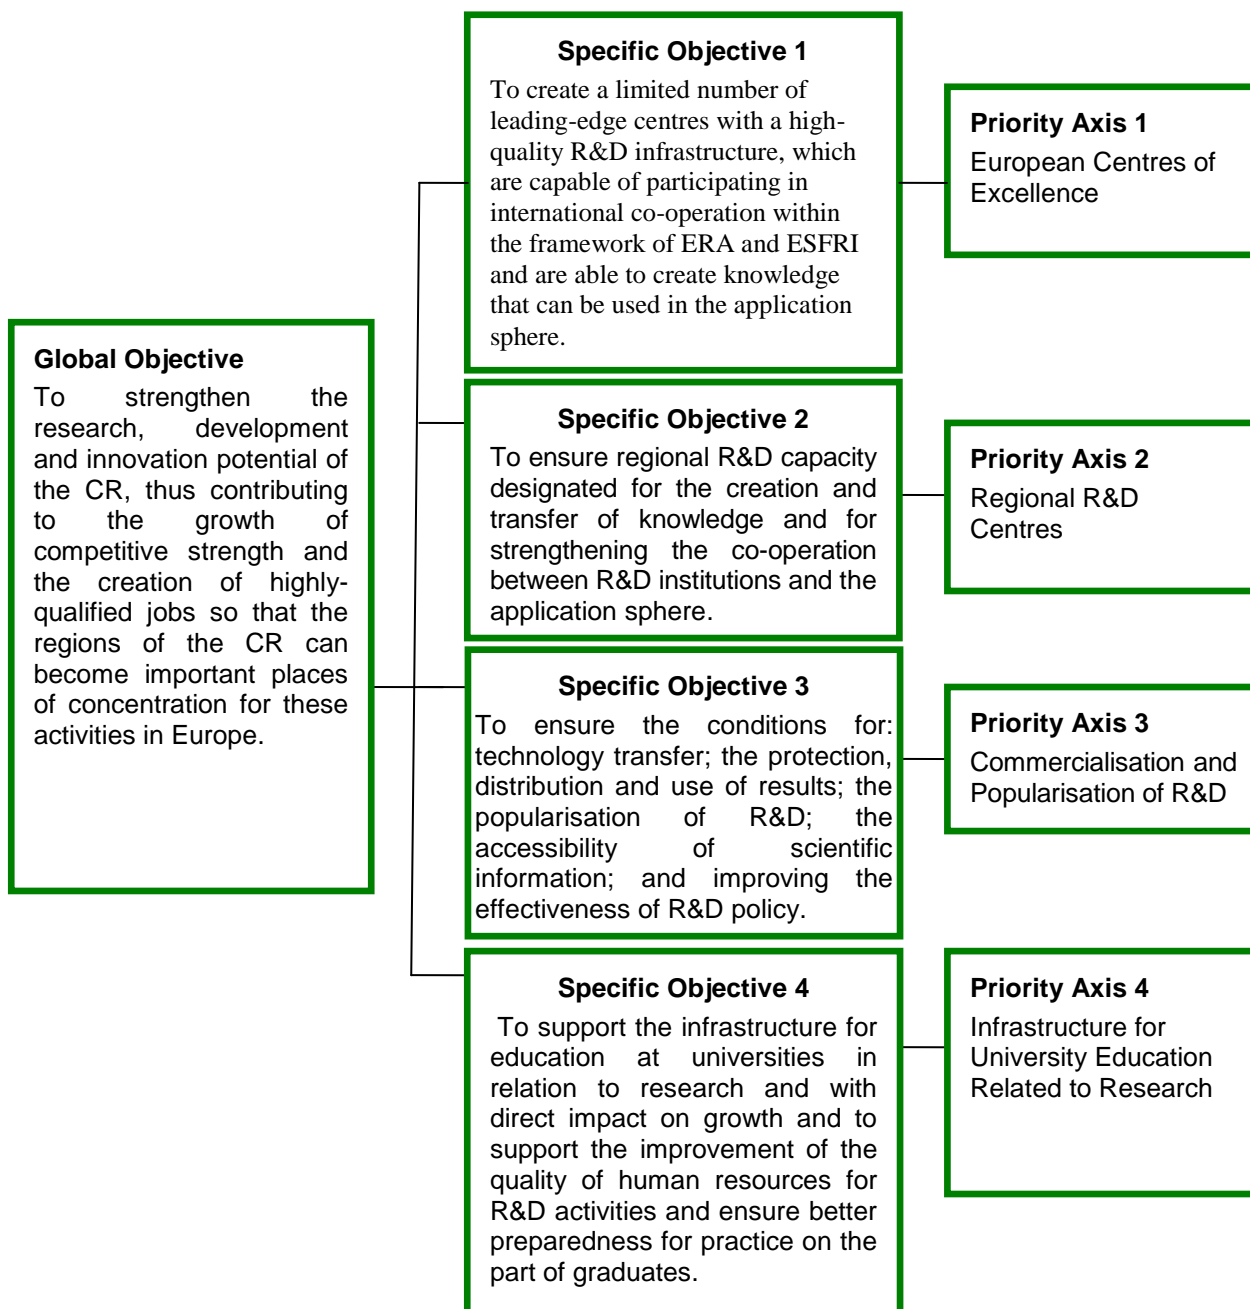 Global Objective
To strengthen the
research, development
and innovation potential of
the CR, thus contributing
to the growth of
competitive strength and
the creation of highly-
qualified jobs so that the
regions of the CR can
become important places
of concentration for these
activities in Europe.
Specific Objective 1
To create a limited number of
leading-edge centres with a high-
quality R&D infrastructure, which
are capable of participating in
international co-operation within
the framework of ERA and ESFRI
and are able to create knowledge
that can be used in the application
sphere.
Priority Axis 1
European Centres of
Excellence
Specific Objective 2
To ensure regional R&D capacity
designated for the creation and
transfer of knowledge and for
strengthening the co-operation
between R&D institutions and the
application sphere.
Priority Axis 2
Regional R&D
Centres
Specific Objective 3
To ensure the conditions for:
technology transfer; the protection,
distribution and use of results; the
popularisation of R&D; the
accessibility of scientific
information; and improving the
effectiveness of R&D policy.
Priority Axis 3
Commercialisation and
Popularisation of R&D
Specific Objective 4
To support the infrastructure for
education at universities in
relation to research and with
direct impact on growth and to
support the improvement of the
quality of human resources for
R&D activities and ensure better
preparedness for practice on the
part of graduates.
Priority Axis 4
Infrastructure for
University Education
Related to Research